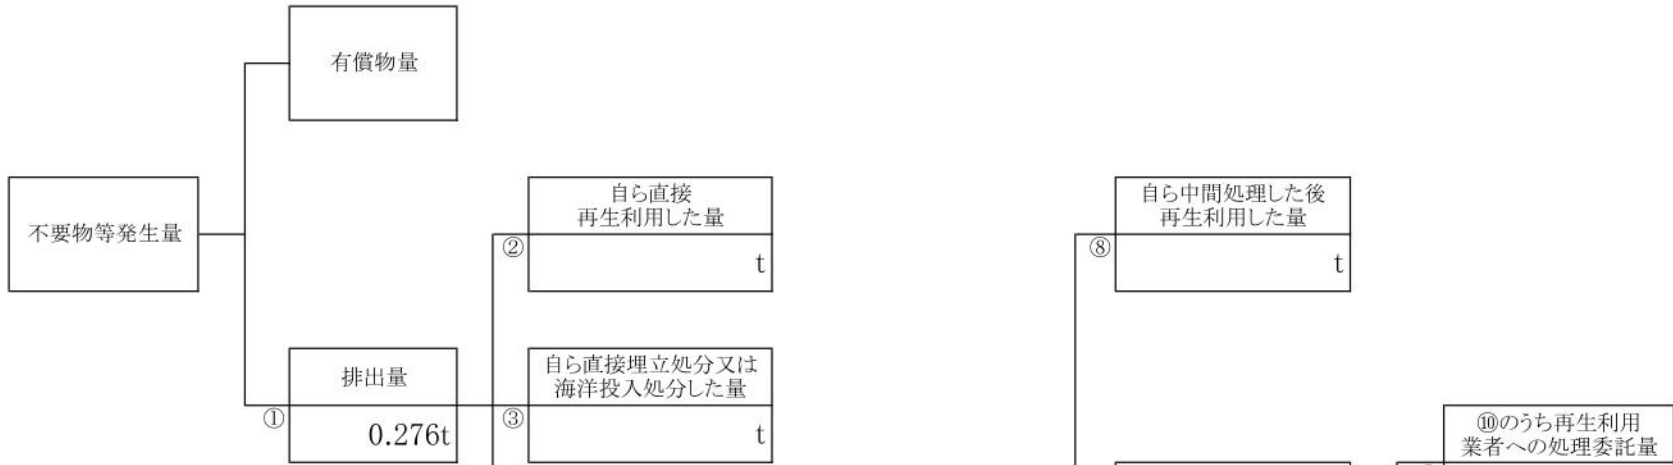 有償物量
不要物等発生量
自ら直接
再生利用した量
②
t
自ら中間処理した後
再生利用した量
⑧
t
排出量
①
0.276t
自ら直接埋立処分又は
海洋投入処分した量
③
t
⑩のうち再生利用
業者への処理委託量